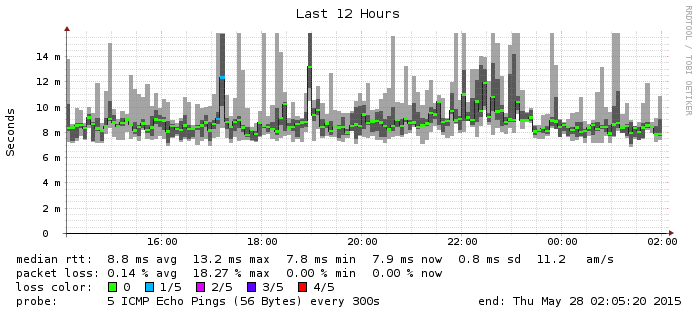 Last 12 Hours
RRDTOOL / TOBI OETIKER
Seconds
14 m
12 m
10 m
8 m
6 m
4 m
2 m
0
16:00 18:00 20:00 22:00 00:00 02:00
median rtt: 8.8 ms avg 13.2 ms max 7.8 ms min 7.9 ms now 0.8 ms sd 11.2 am/s
packet loss: 0.14 % avg 18.27 % max 0.00 % min 0.00 % now
loss color: 0 1/5 2/5 3/5 4/5
probe: 5 ICMP Echo Pings (56 Bytes) every 300s end: Thu May 28 02:05:20 2015